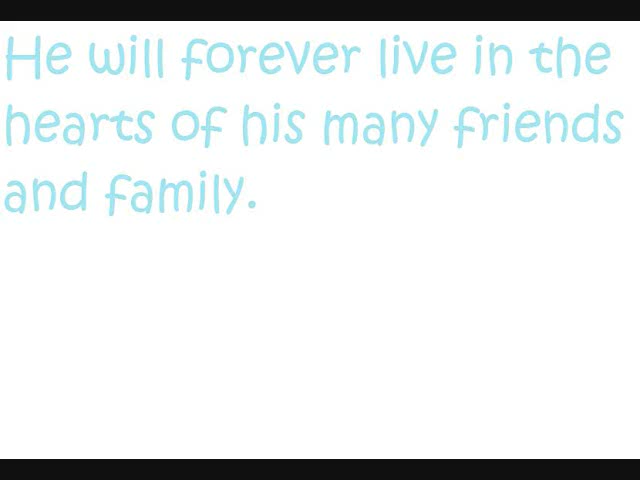 He will forever live in the
hearts of his many friends
and family.